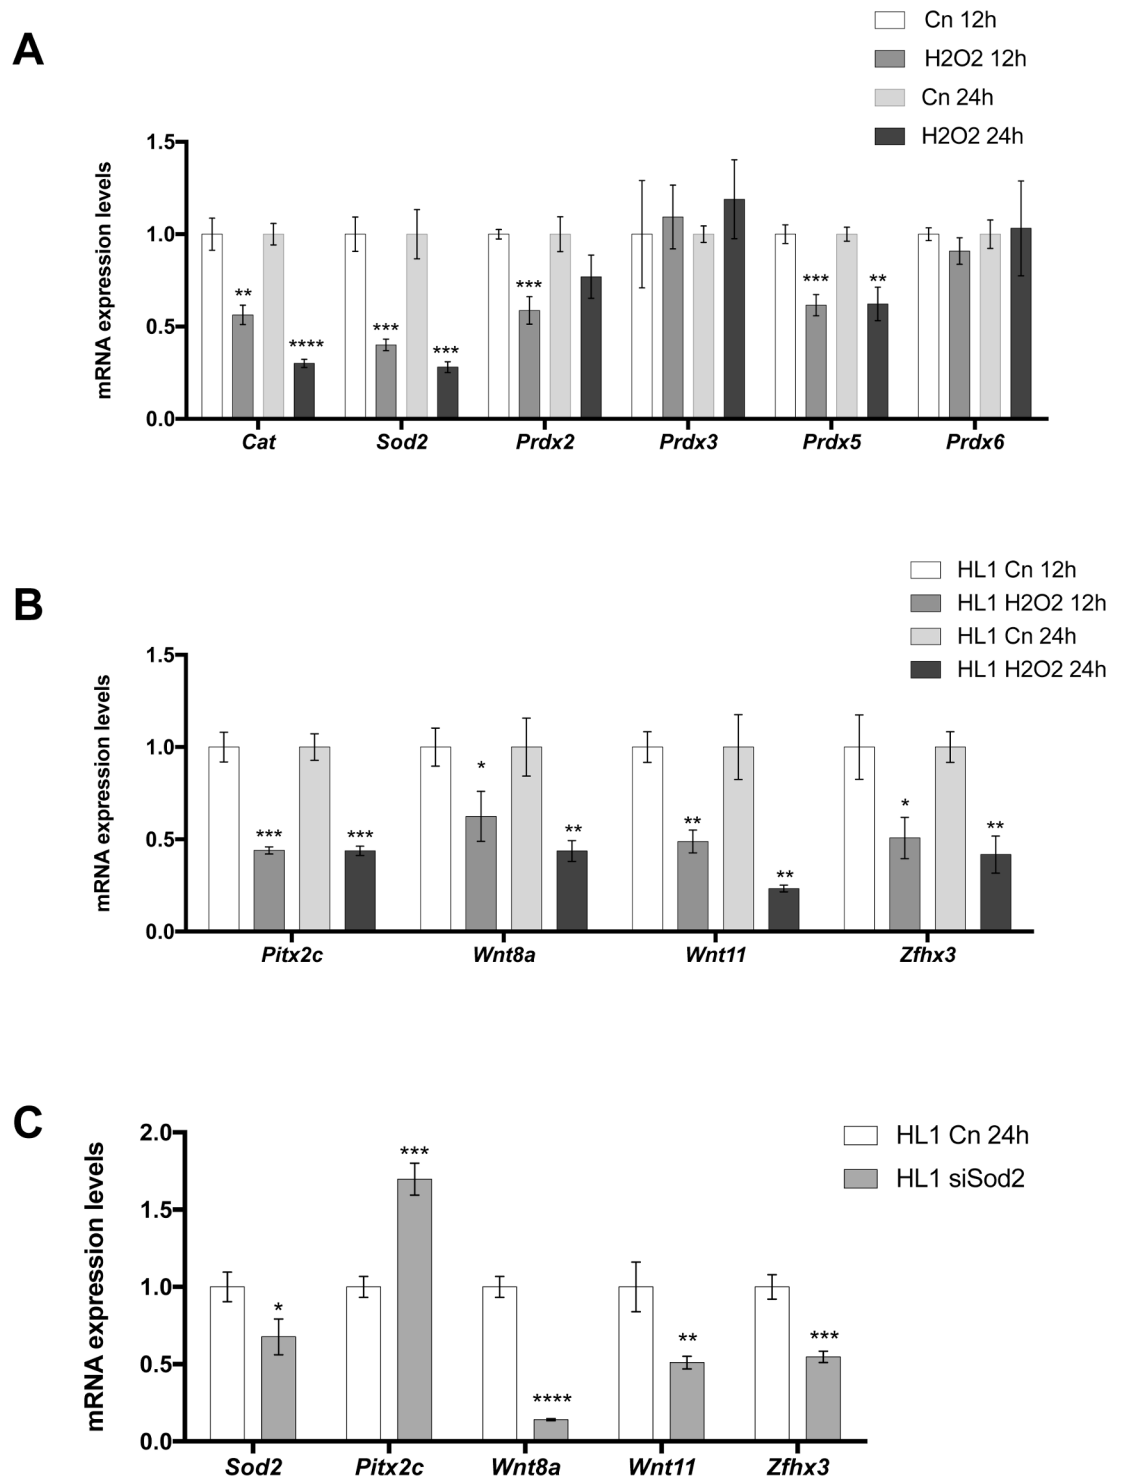 A
Cn 12h
H2O2 12h
Cn 24h
H2O2 24h
mRNA expression levels
1.5
1.0
0.5
0.0
** **** *** *** *** *** **
Cat Sod2 Prdx2 Prdx3 Prdx5 Prdx6
B
HL1 Cn 12h
HL1 H2O2 12h
HL1 Cn 24h
HL1 H2O2 24h
mRNA expression levels
1.5
1.0
0.5
0.0
*** *** * ** ** ** * **
Pitx2c Wnt8a Wnt11 Zfhx3
C
HL1 Cn 24h
HL1 siSod2
mRNA expression levels
2.0
1.5
1.0
0.5
0.0
* *** **** ** ***
Sod2 Pitx2c Wnt8a Wnt11 Zfhx3